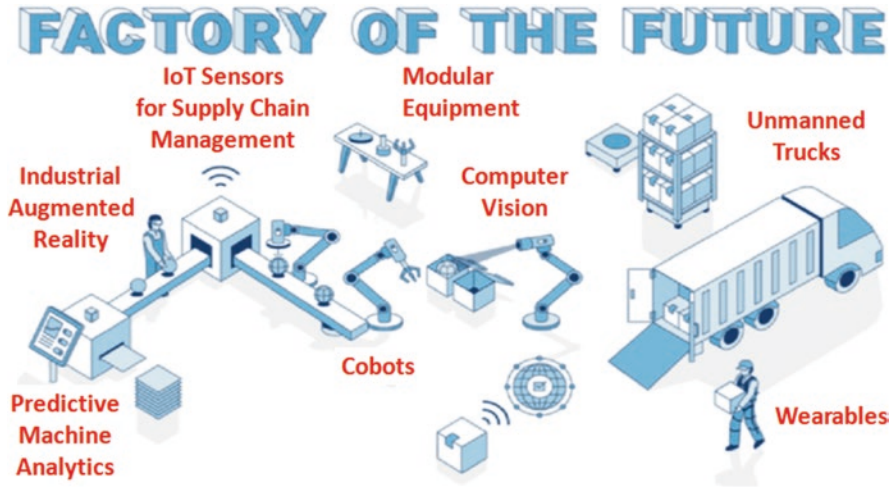 FACTORY OF THE FUTURE
IoT Sensors
for Supply Chain
Management
Modular
Equipment
Unmanned
Trucks
Industrial
Augmented
Reality
Computer
Vision
Cobots
Predictive
Machine
Analytics
Wearables